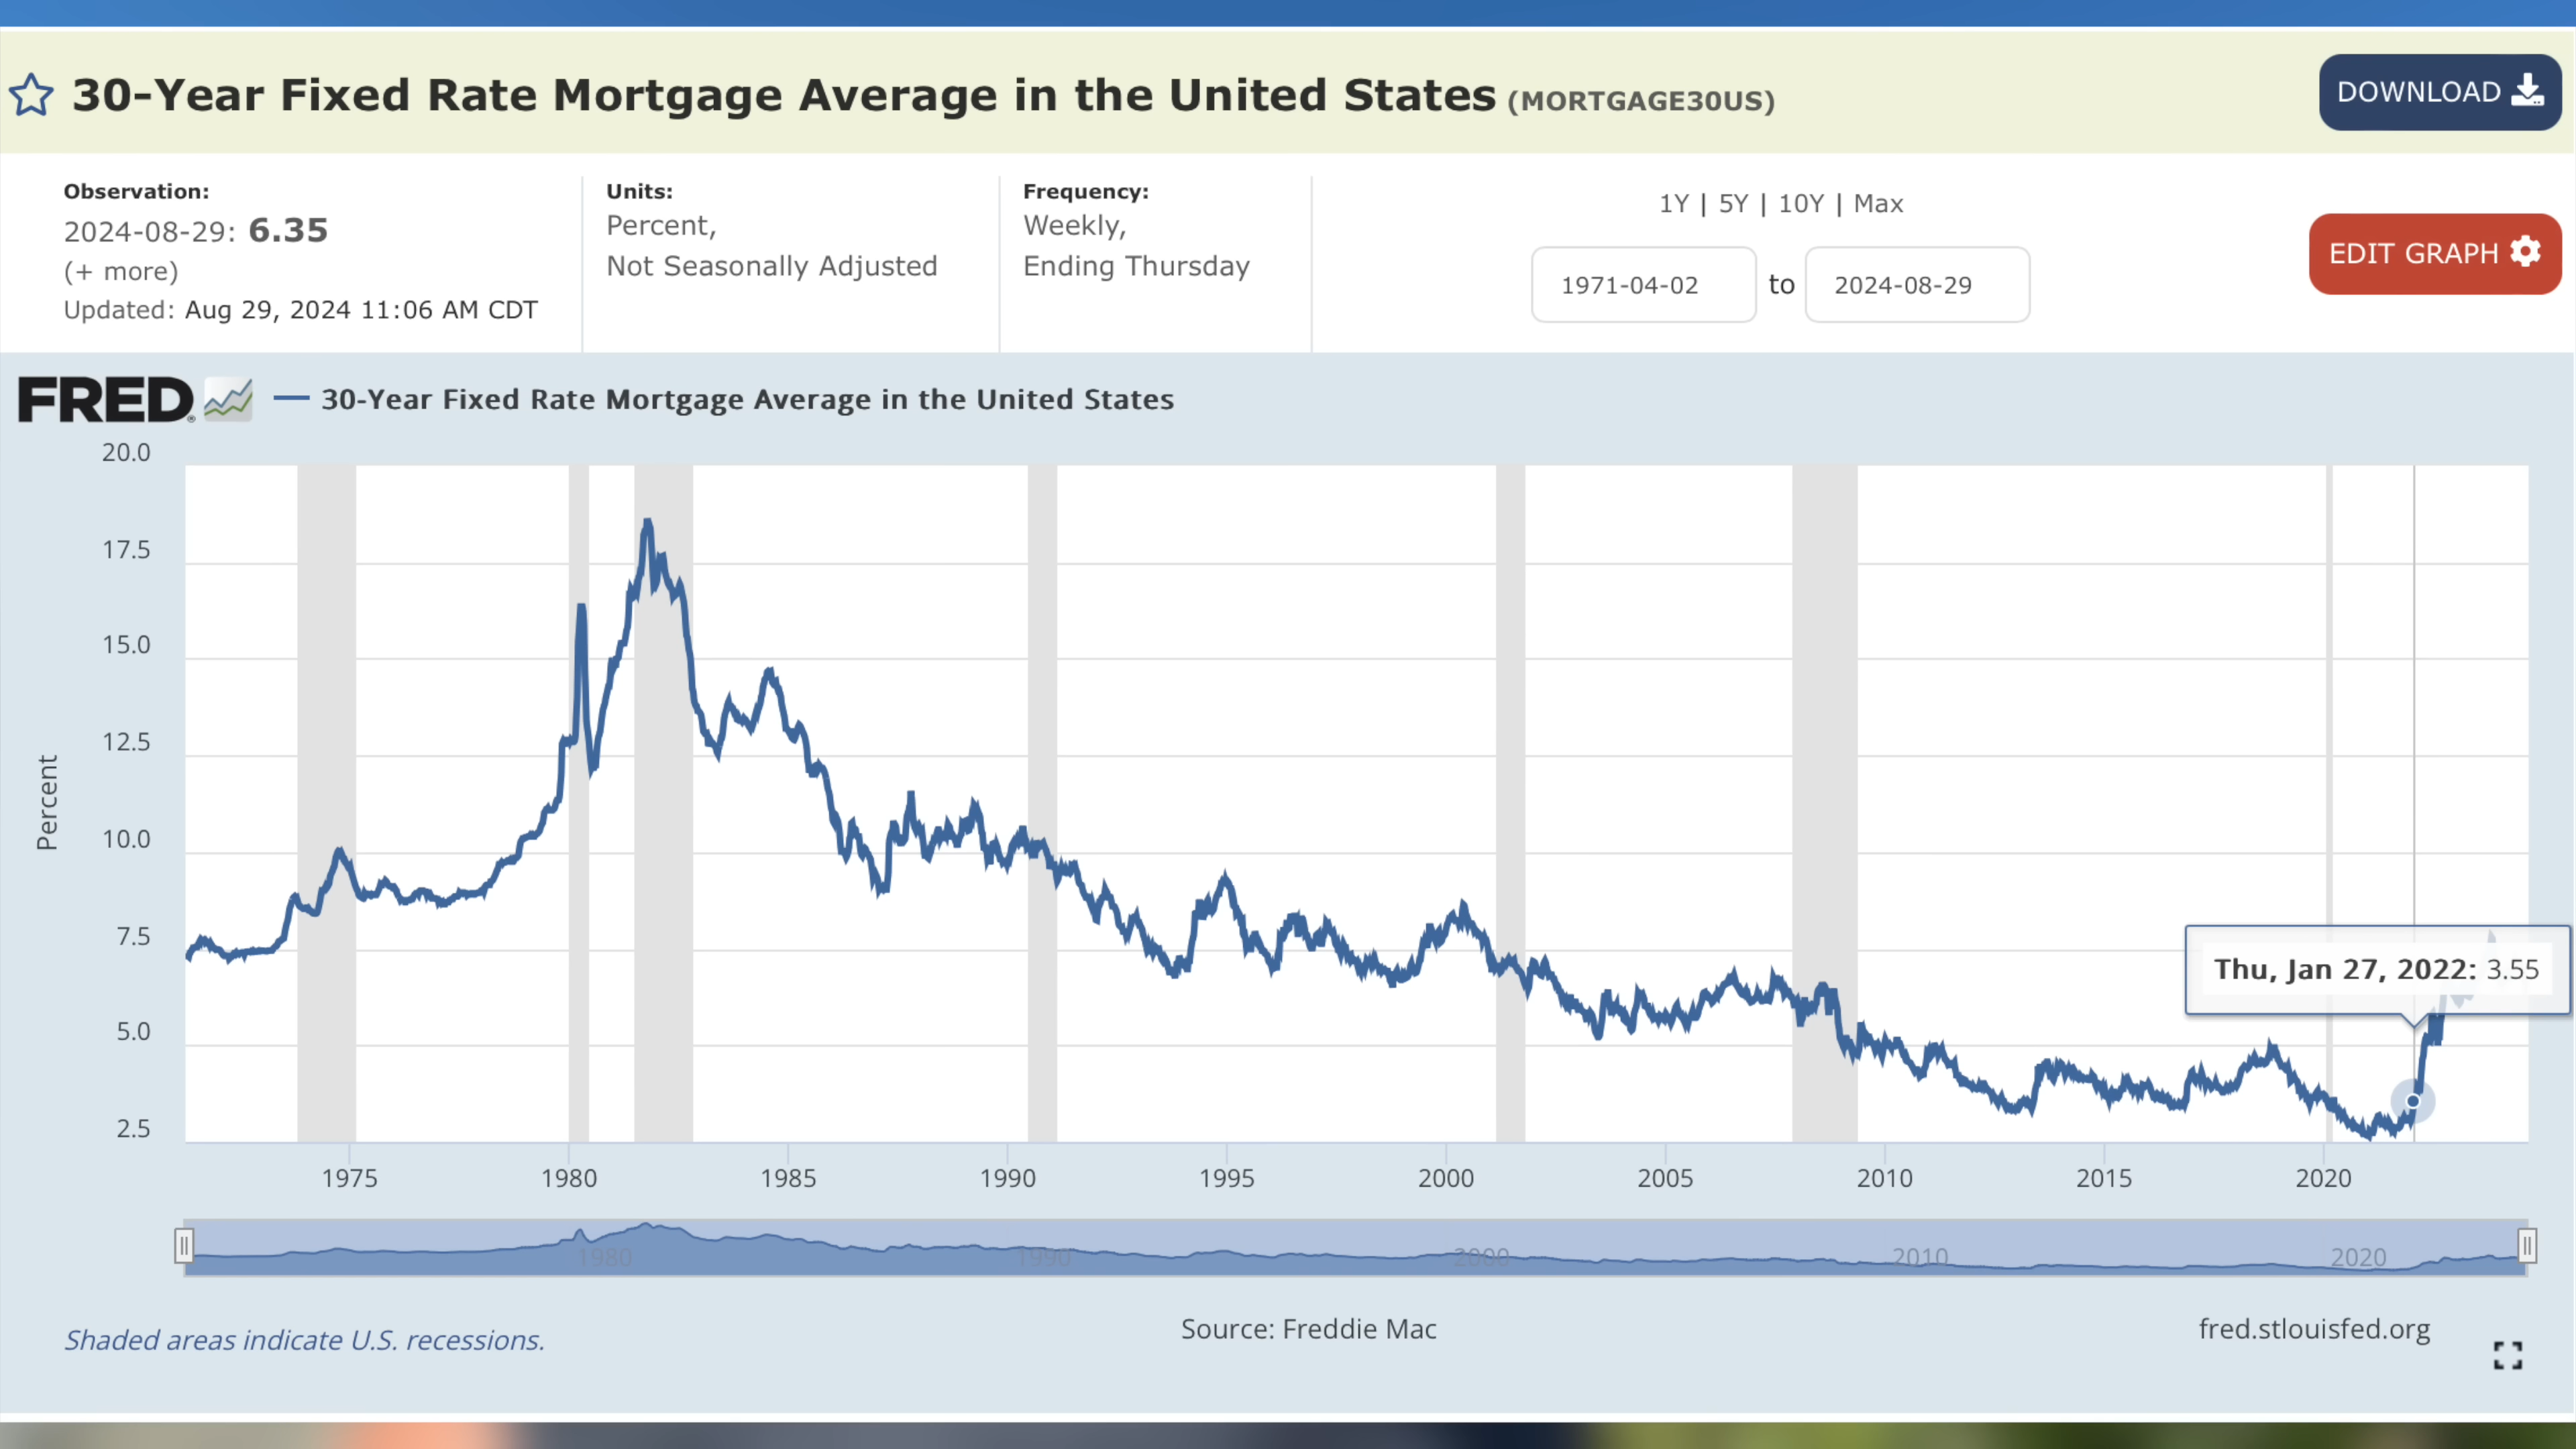 30-Year Fixed Rate Mortgage Average in the United States (MORTGAGE30US)
DOWNLOAD
Observation:
2024-08-29: 6.35
(+ more)
Updated: Aug 29, 2024 11:06 AM CDT
Units:
Percent,
Not Seasonally Adjusted
Frequency:
Weekly,
Ending Thursday
1Y | 5Y | 10Y | Max
1971-04-02 to 2024-08-29
EDIT GRAPH
FRED® 30-Year Fixed Rate Mortgage Average in the United States
20.0
17.5
15.0
12.5
10.0
7.5
5.0
2.5
Percent
Thu, Jan 27, 2022: 3.55
1975 1980 1985 1990 1995 2000 2005 2010 2015 2020
1980 1990 2000 2010 2020
Shaded areas indicate U.S. recessions.
Source: Freddie Mac
fred.stlouisfed.org